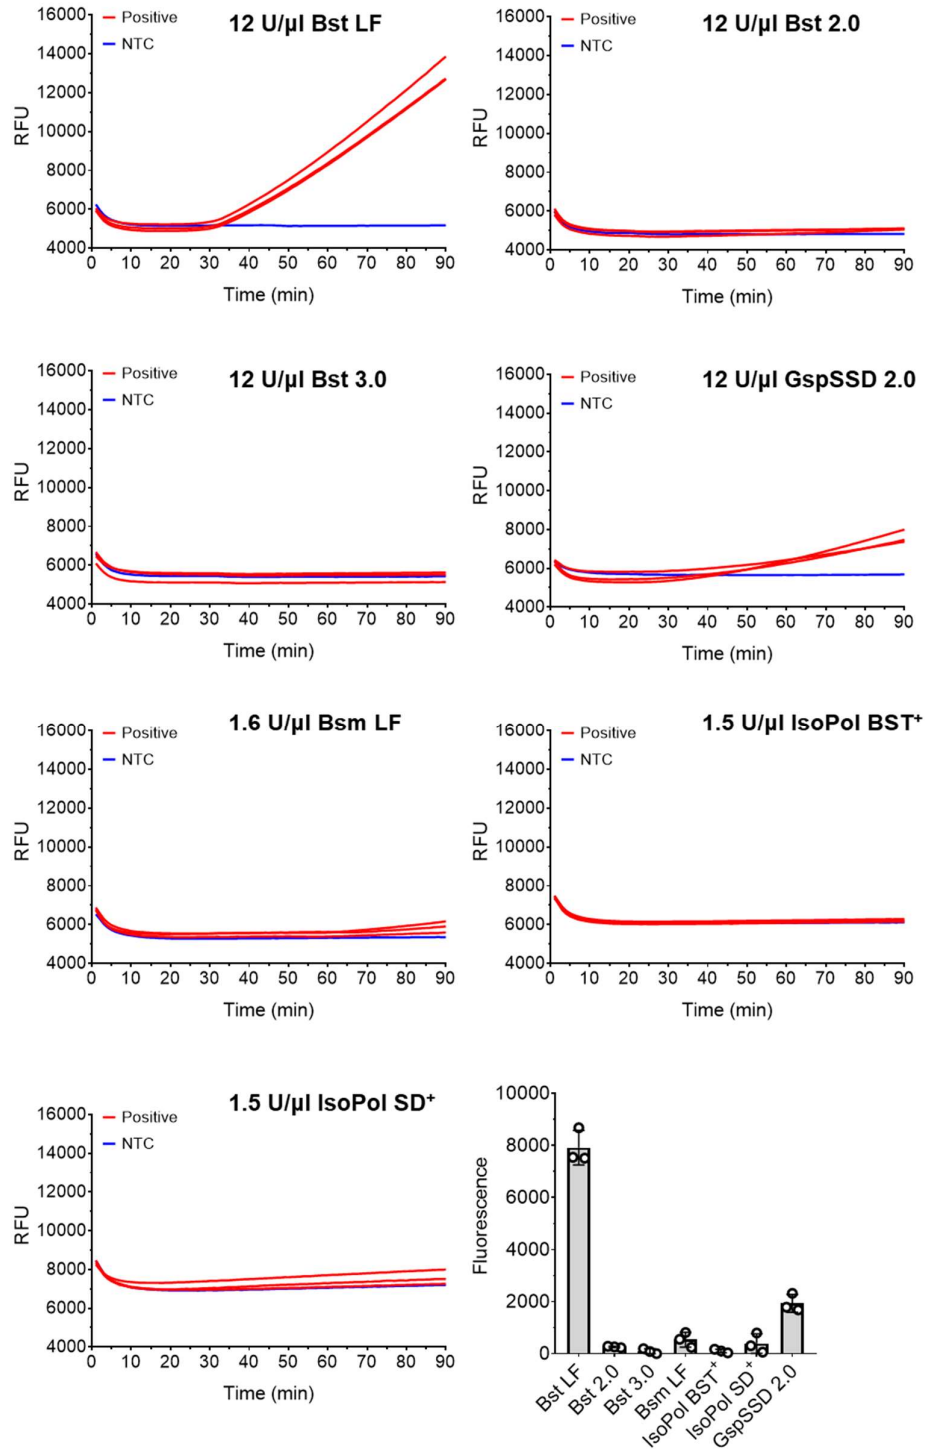 12 U/µl Bst LF
Positive
NTC
16000
14000
12000
10000
8000
6000
4000
RFU
0 10 20 30 40 50 60 70 80 90
Time (min)
12 U/µl Bst 2.0
Positive
NTC
16000
14000
12000
10000
8000
6000
4000
RFU
0 10 20 30 40 50 60 70 80 90
Time (min)
12 U/µl Bst 3.0
Positive
NTC
16000
14000
12000
10000
8000
6000
4000
RFU
0 10 20 30 40 50 60 70 80 90
Time (min)
12 U/µl GspSSD 2.0
Positive
NTC
16000
14000
12000
10000
8000
6000
4000
RFU
0 10 20 30 40 50 60 70 80 90
Time (min)
1.6 U/µl Bsm LF
Positive
NTC
16000
14000
12000
10000
8000
6000
4000
RFU
0 10 20 30 40 50 60 70 80 90
Time (min)
1.5 U/µl IsoPol BST⁺
Positive
NTC
16000
14000
12000
10000
8000
6000
4000
RFU
0 10 20 30 40 50 60 70 80 90
Time (min)
1.5 U/µl IsoPol SD⁺
Positive
NTC
16000
14000
12000
10000
8000
6000
4000
RFU
0 10 20 30 40 50 60 70 80 90
Time (min)
10000
8000
6000
4000
2000
0
Fluorescence
Bst LF
Bst 2.0
Bst 3.0
Bsm LF
IsoPol BST⁺
IsoPol SD⁺
GspSSD 2.0